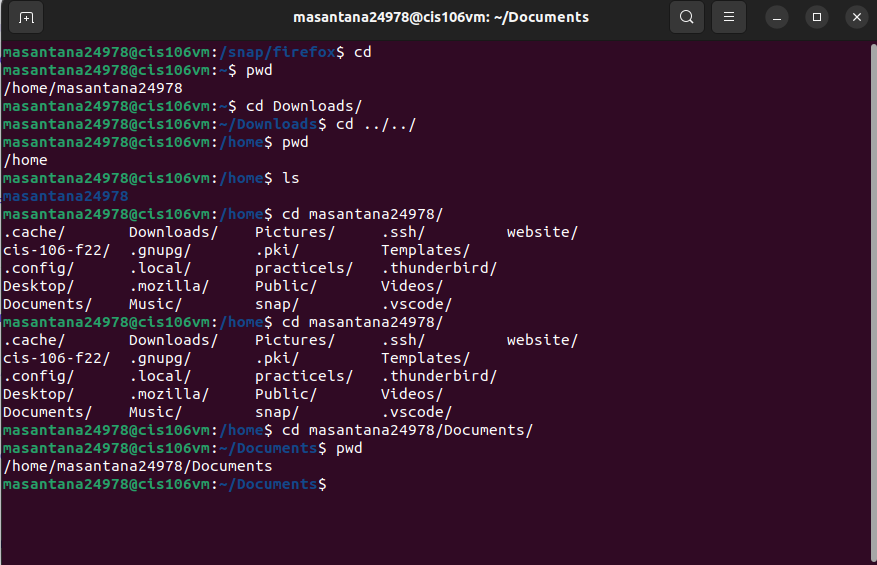 masantana24978@cis106vm: ~/Documents
masantana24978@cis106vm:/snap/firefox$ cd
masantana24978@cis106vm:~$ pwd
/home/masantana24978
masantana24978@cis106vm:~$ cd Downloads/
masantana24978@cis106vm:~/Downloads$ cd ../../
masantana24978@cis106vm:/home$ pwd
/home
masantana24978@cis106vm:/home$ ls
masantana24978
masantana24978@cis106vm:/home$ cd masantana24978/
.cache/       Downloads/    Pictures/     .ssh/         website/
cis-106-f22/  .gnupg/       .pki/         Templates/
.config/      .local/       practicels/   .thunderbird/
Desktop/      .mozilla/     Public/       Videos/
Documents/    Music/        snap/         .vscode/
masantana24978@cis106vm:/home$ cd masantana24978/
.cache/       Downloads/    Pictures/     .ssh/         website/
cis-106-f22/  .gnupg/       .pki/         Templates/
.config/      .local/       practicels/   .thunderbird/
Desktop/      .mozilla/     Public/       Videos/
Documents/    Music/        snap/         .vscode/
masantana24978@cis106vm:/home$ cd masantana24978/Documents/
masantana24978@cis106vm:~/Documents$ pwd
/home/masantana24978/Documents
masantana24978@cis106vm:~/Documents$